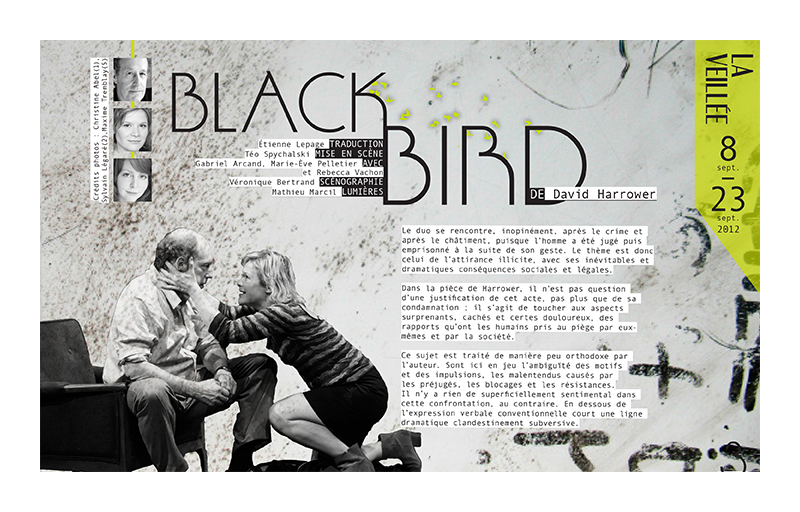 Crédits photos : Christine Abel(1),
Sylvain Légaré(2),Maxime Tremblay(5)
BLACK
BIRD
Étienne Lepage TRADUCTION
Téo Spychalski MISE EN SCÈNE
Gabriel Arcand, Marie-Ève Pelletier AVEC
et Rebecca Vachon
Véronique Bertrand SCÉNOGRAPHIE
Mathieu Marcil LUMIÈRES
DE David Harrower
LA
VEILLÉE
8
sept.
–
23
sept.
2012
Le duo se rencontre, inopinément, après le crime et
après le châtiment, puisque l'homme a été jugé puis
emprisonné à la suite de son geste. Le thème est donc
celui de l'attirance illicite, avec ses inévitables et
dramatiques conséquences sociales et légales.
Dans la pièce de Harrower, il n'est pas question
d'une justification de cet acte, pas plus que de sa
condamnation ; il s'agit de toucher aux aspects
surprenants, cachés et certes douloureux, des
rapports qu'ont les humains pris au piège par eux-
mêmes et par la société.
Ce sujet est traité de manière peu orthodoxe par
l'auteur. Sont ici en jeu l'ambiguïté des motifs
et des impulsions, les malentendus causés par
les préjugés, les blocages et les résistances.
Il n'y a rien de superficiellement sentimental dans
cette confrontation, au contraire. En dessous de
l'expression verbale conventionnelle court une ligne
dramatique clandestinement subversive.